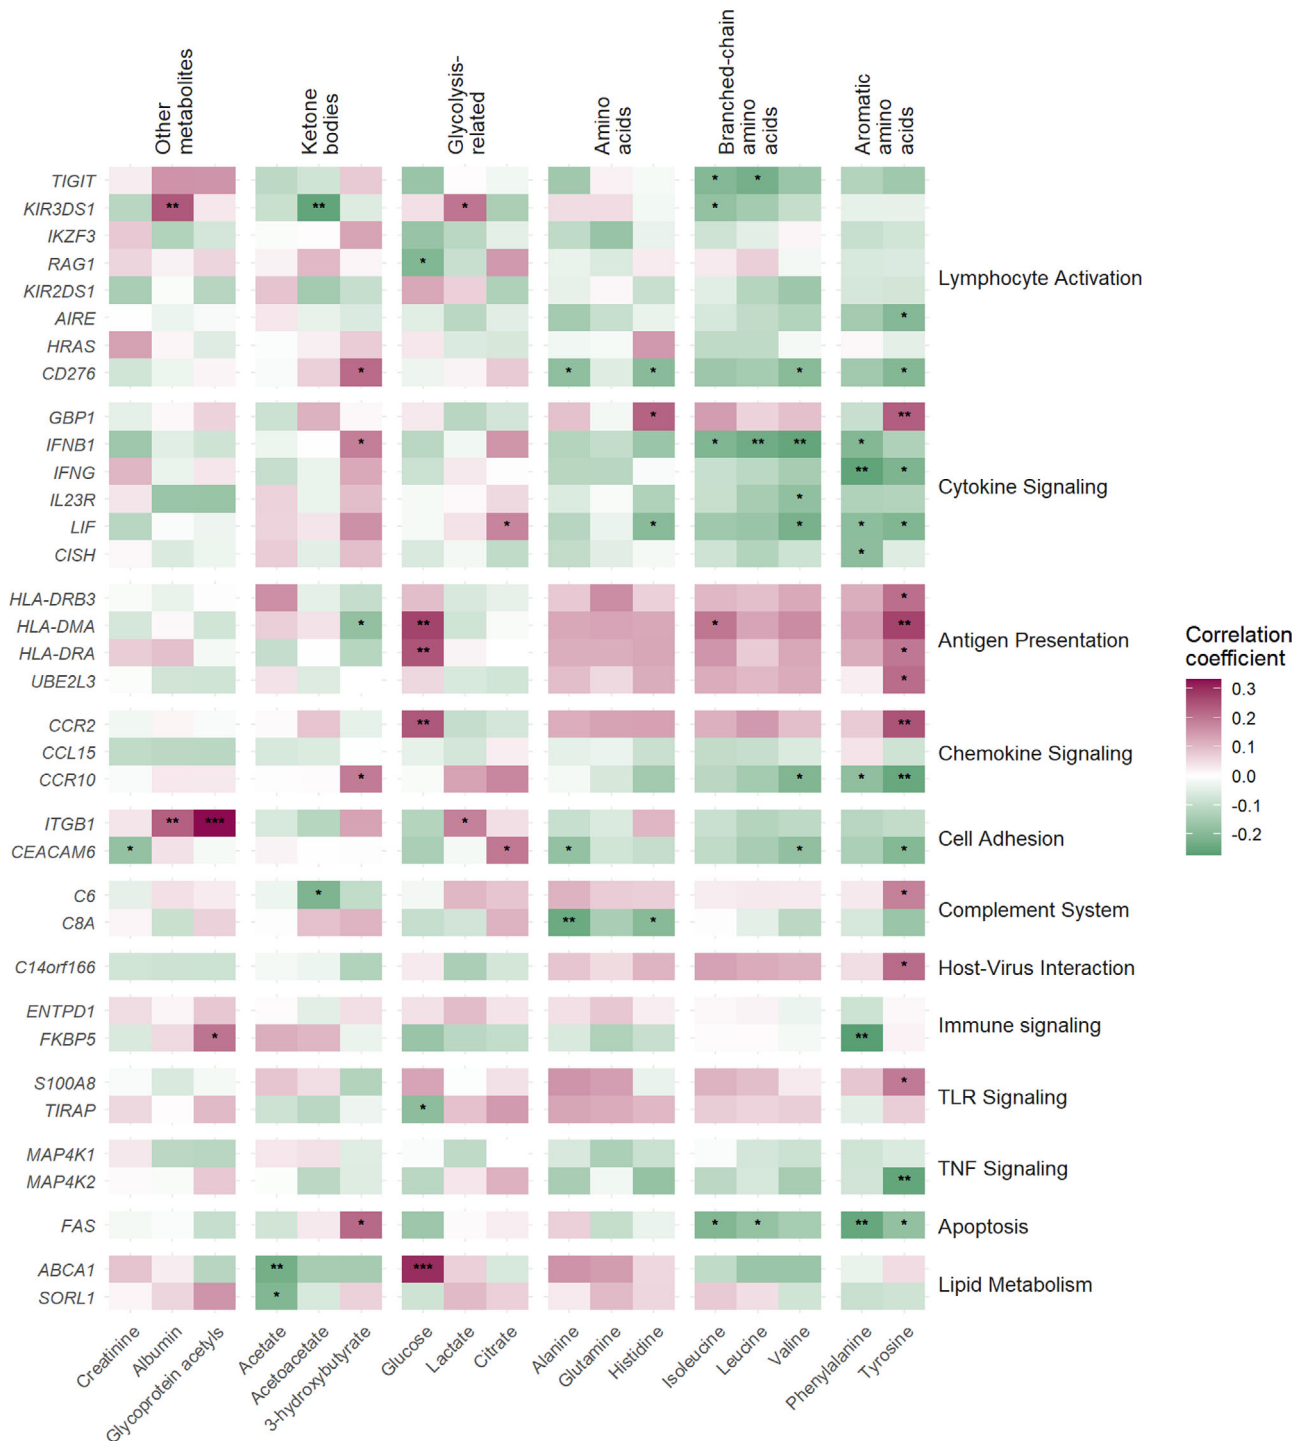 Other
metabolites
Ketone
bodies
Glycolysis-
related
Amino
acids
Branched-chain
amino
acids
Aromatic
amino
acids
TIGIT * *
KIR3DS1 ** ** * *
IKZF3
RAG1 *
KIR2DS1
AIRE *
HRAS
CD276 * * * * *
Lymphocyte Activation
GBP1 * **
IFNB1 * * ** ** *
IFNG ** *
IL23R *
LIF * * * * *
CISH *
Cytokine Signaling
HLA-DRB3 *
HLA-DMA * ** * **
HLA-DRA ** *
UBE2L3 *
Antigen Presentation
CCR2 ** **
CCL15
CCR10 * * * **
Chemokine Signaling
ITGB1 ** *** *
CEACAM6 * * * * *
Cell Adhesion
C6 * *
C8A ** *
Complement System
C14orf166 *
Host-Virus Interaction
ENTPD1
FKBP5 * **
Immune signaling
S100A8 *
TIRAP *
TLR Signaling
MAP4K1
MAP4K2 **
TNF Signaling
FAS * * * ** *
Apoptosis
ABCA1 ** ***
SORL1 *
Lipid Metabolism
Creatinine
Albumin
Glycoprotein acetyls
Acetate
Acetoacetate
3-hydroxybutyrate
Glucose
Lactate
Citrate
Alanine
Glutamine
Histidine
Isoleucine
Leucine
Valine
Phenylalanine
Tyrosine
Correlation
coefficient
0.3
0.2
0.1
0.0
-0.1
-0.2